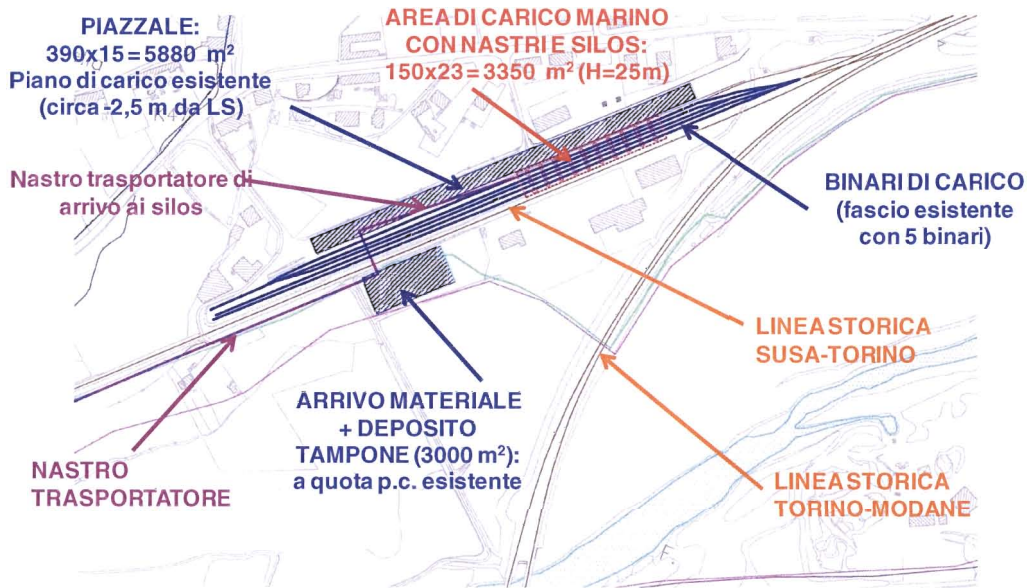 PIAZZALE:
390x15=5880 m²
Piano di carico esistente
(circa -2,5 m da LS)
AREA DI CARICO MARINO
CON NASTRI E SILOS:
150x23=3350 m² (H=25m)
Nastro trasportatore di
arrivo ai silos
BINARI DI CARICO
(fascio esistente
con 5 binari)
LINEA STORICA
SUSA-TORINO
ARRIVO MATERIALE
+ DEPOSITO
TAMPONE (3000 m²):
a quota p.c. esistente
NASTRO
TRASPORTATORE
LINEA STORICA
TORINO-MODANE